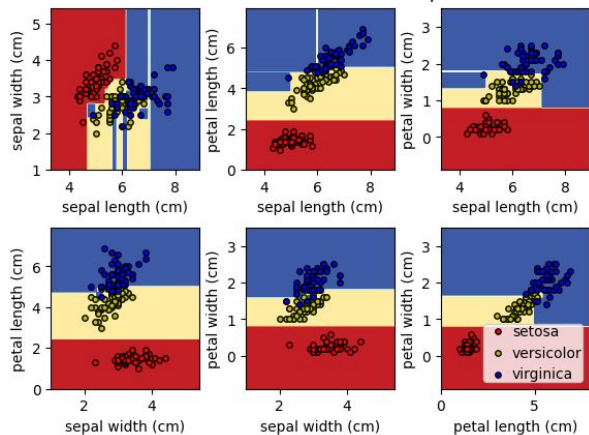 sepal width (cm)
5
4
3
2
1
4
6
8
sepal length (cm)
petal length (cm)
6
4
2
0
4
6
8
sepal length (cm)
petal width (cm)
3
2
1
0
4
6
8
sepal length (cm)
petal length (cm)
6
4
2
0
2
4
sepal width (cm)
petal width (cm)
3
2
1
0
2
4
sepal width (cm)
petal width (cm)
3
2
1
0
0
5
petal length (cm)
setosa
versicolor
virginica